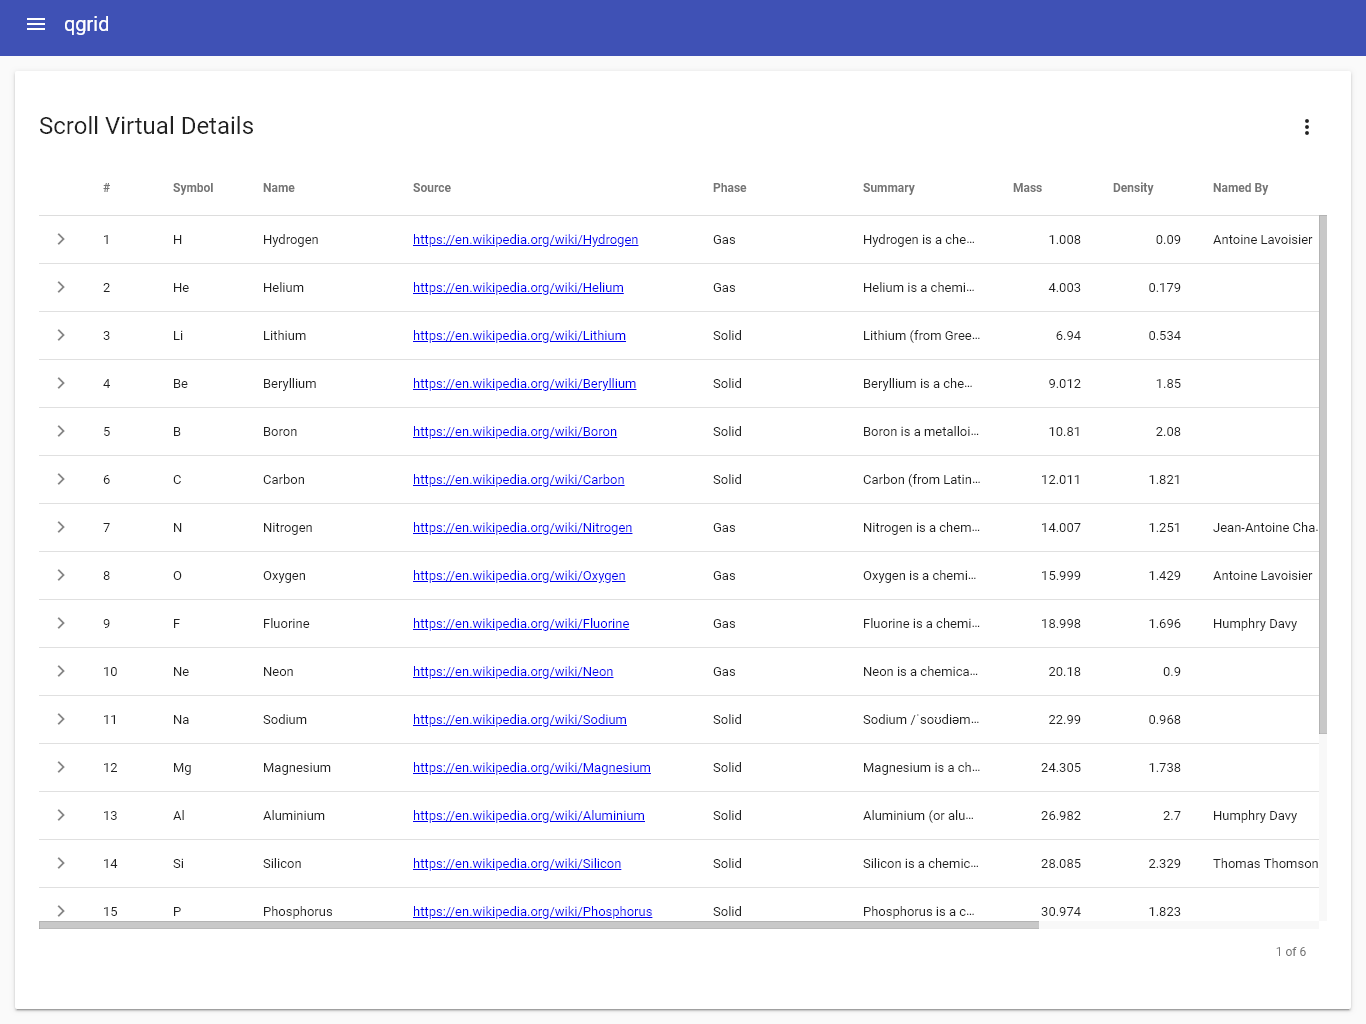 qgrid
Scroll Virtual Details
# Symbol Name Source Phase Summary Mass Density Named By
1 H Hydrogen https://en.wikipedia.org/wiki/Hydrogen Gas Hydrogen is a che… 1.008 0.09 Antoine Lavoisier
2 He Helium https://en.wikipedia.org/wiki/Helium Gas Helium is a chemi… 4.003 0.179
3 Li Lithium https://en.wikipedia.org/wiki/Lithium Solid Lithium (from Gree… 6.94 0.534
4 Be Beryllium https://en.wikipedia.org/wiki/Beryllium Solid Beryllium is a che… 9.012 1.85
5 B Boron https://en.wikipedia.org/wiki/Boron Solid Boron is a metalloi… 10.81 2.08
6 C Carbon https://en.wikipedia.org/wiki/Carbon Solid Carbon (from Latin… 12.011 1.821
7 N Nitrogen https://en.wikipedia.org/wiki/Nitrogen Gas Nitrogen is a chem… 14.007 1.251 Jean-Antoine Cha…
8 O Oxygen https://en.wikipedia.org/wiki/Oxygen Gas Oxygen is a chemi… 15.999 1.429 Antoine Lavoisier
9 F Fluorine https://en.wikipedia.org/wiki/Fluorine Gas Fluorine is a chemi… 18.998 1.696 Humphry Davy
10 Ne Neon https://en.wikipedia.org/wiki/Neon Gas Neon is a chemica… 20.18 0.9
11 Na Sodium https://en.wikipedia.org/wiki/Sodium Solid Sodium /ˈsoʊdiəm… 22.99 0.968
12 Mg Magnesium https://en.wikipedia.org/wiki/Magnesium Solid Magnesium is a ch… 24.305 1.738
13 Al Aluminium https://en.wikipedia.org/wiki/Aluminium Solid Aluminium (or alu… 26.982 2.7 Humphry Davy
14 Si Silicon https://en.wikipedia.org/wiki/Silicon Solid Silicon is a chemic… 28.085 2.329 Thomas Thomson
15 P Phosphorus https://en.wikipedia.org/wiki/Phosphorus Solid Phosphorus is a c… 30.974 1.823
1 of 6